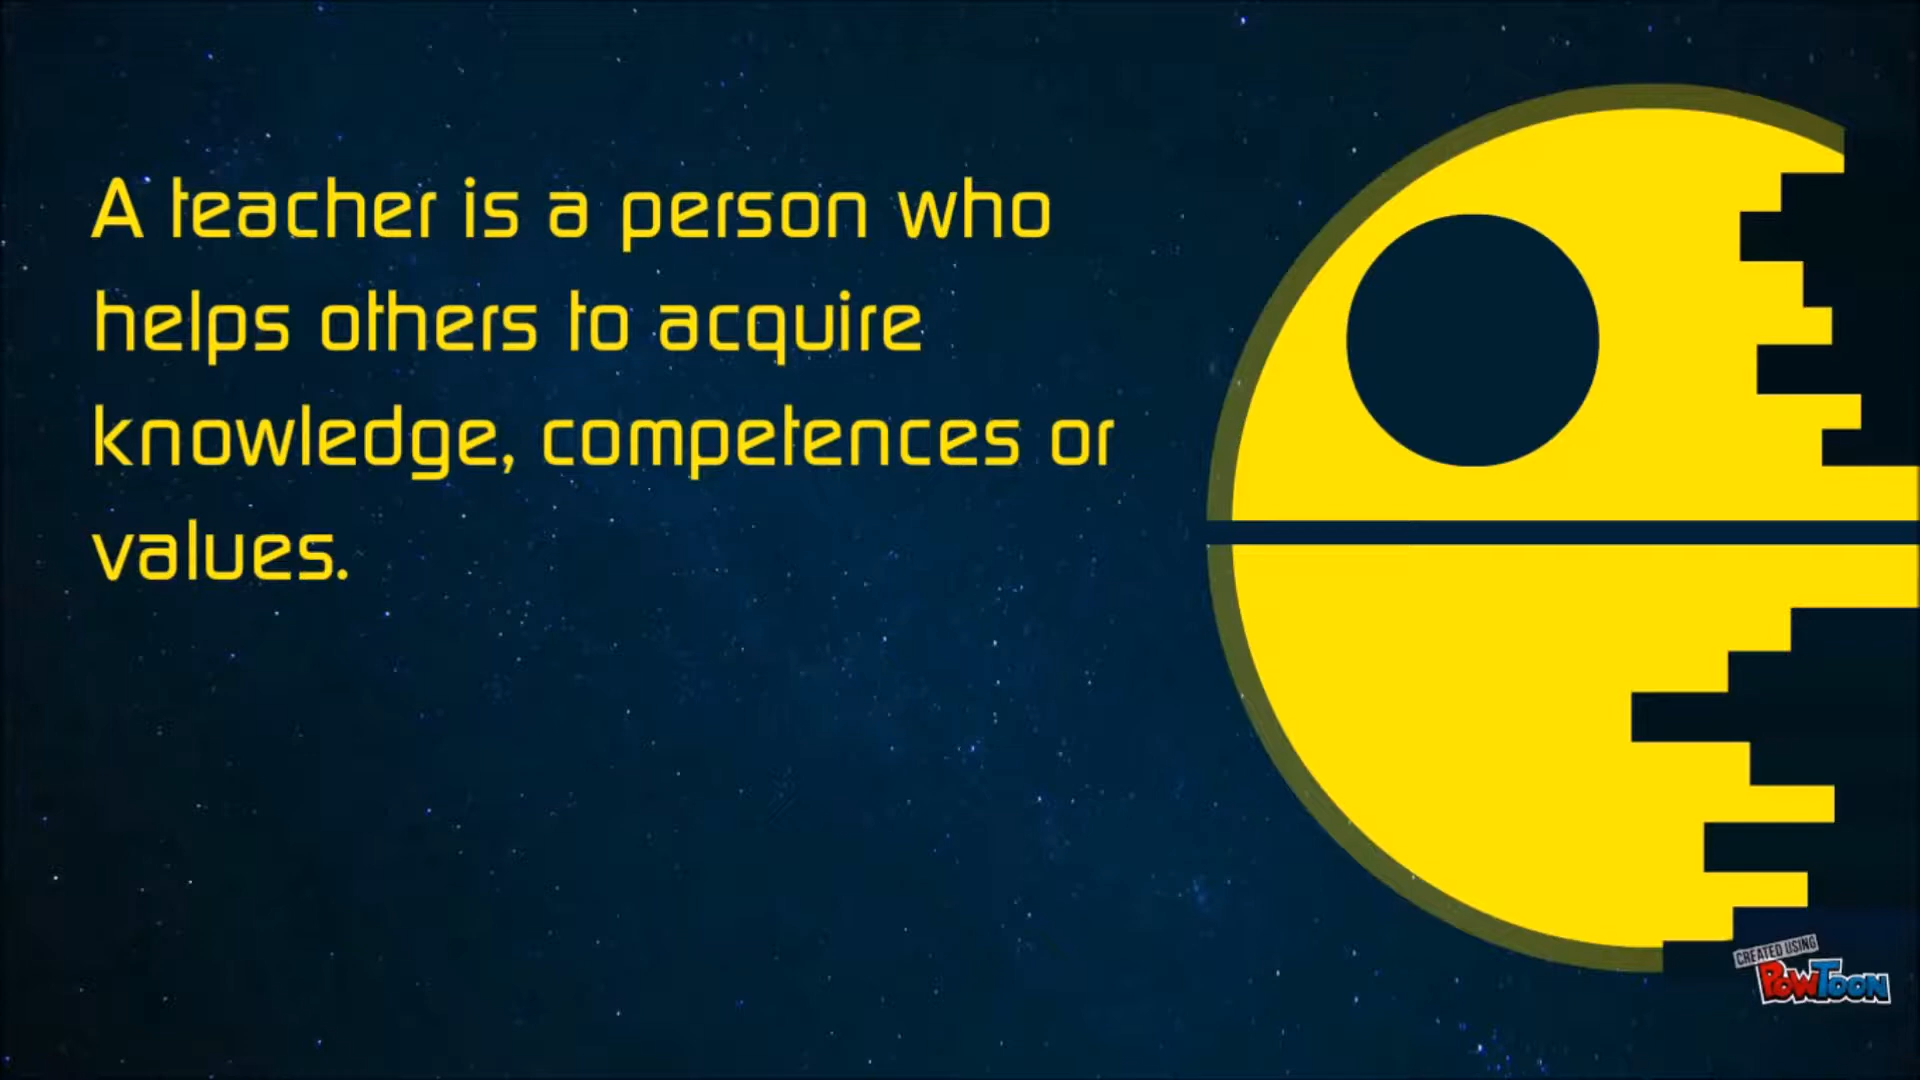 A teacher is a person who
helps others to acquire
knowledge, competences or
values.
CREATED USING
POWTOON